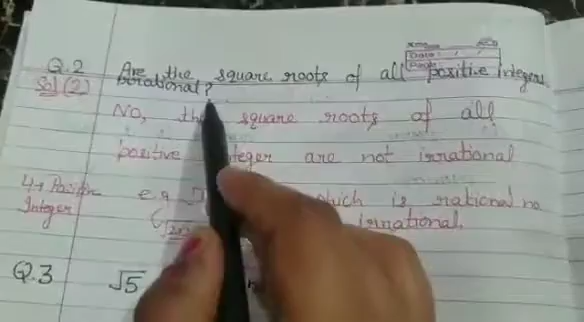 Q.2 Are the square roots of all positive integers
irrational?
Sol(2)
No, the square roots of all
positive integer are not irrational
4 → Positive
Integer
e.g. which is rational no
irrational.
Q.3 √5